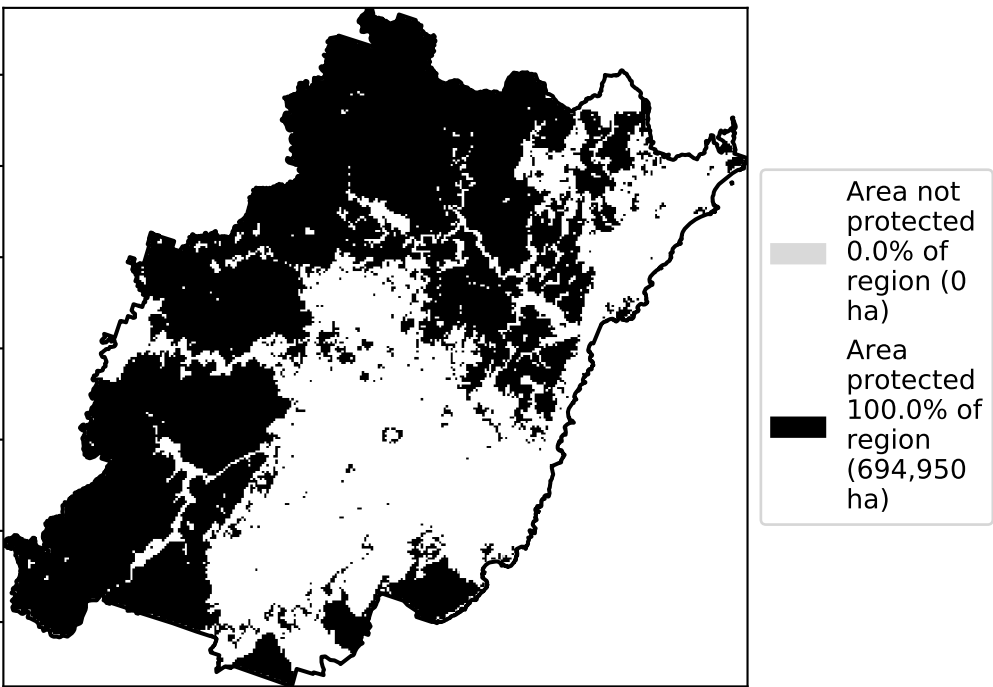 Area not
protected
0.0% of
region (0
ha)
Area
protected
100.0% of
region
(694,950
ha)